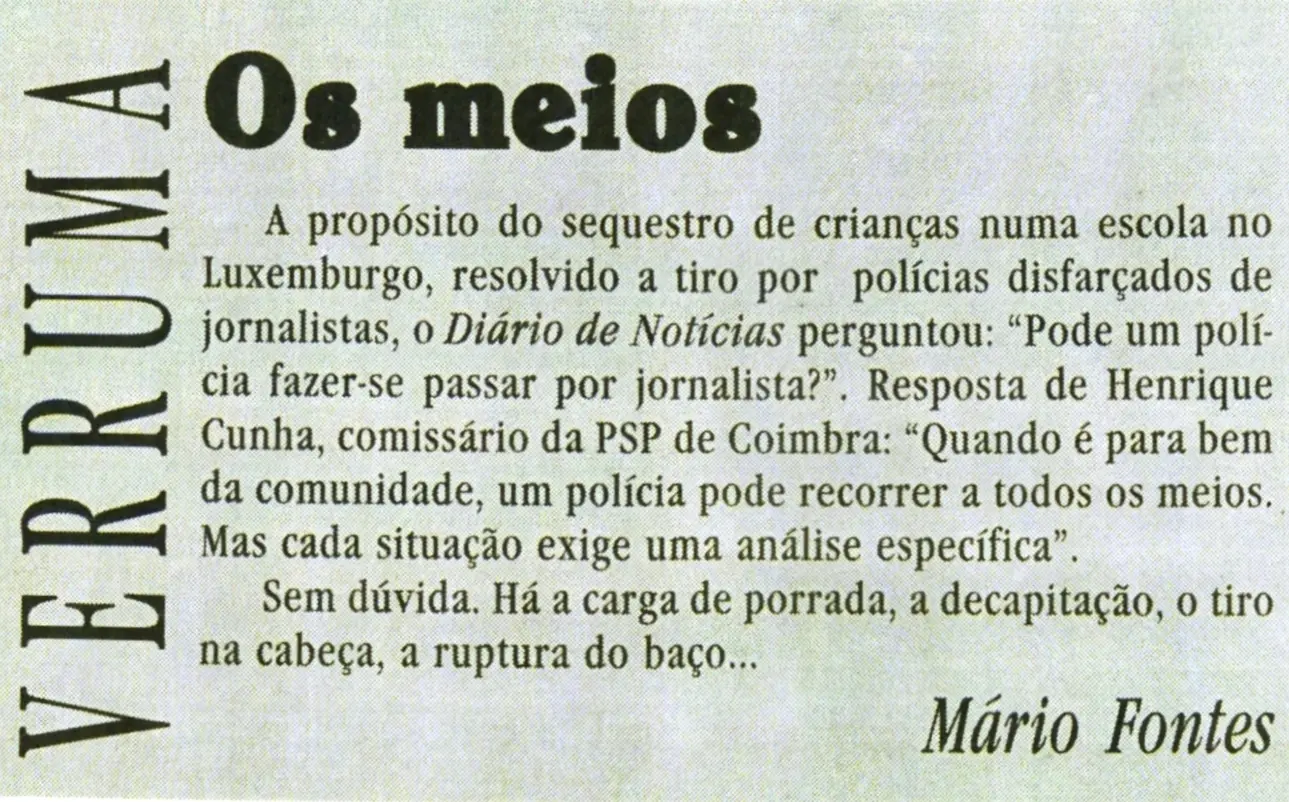 VERRUMA
Os meios
A propósito do sequestro de crianças numa escola no
Luxemburgo, resolvido a tiro por polícias disfarçados de
jornalistas, o Diário de Notícias perguntou: “Pode um polí-
cia fazer-se passar por jornalista?”. Resposta de Henrique
Cunha, comissário da PSP de Coimbra: “Quando é para bem
da comunidade, um polícia pode recorrer a todos os meios.
Mas cada situação exige uma análise específica”.
Sem dúvida. Há a carga de porrada, a decapitação, o tiro
na cabeça, a ruptura do baço...
Mário Fontes